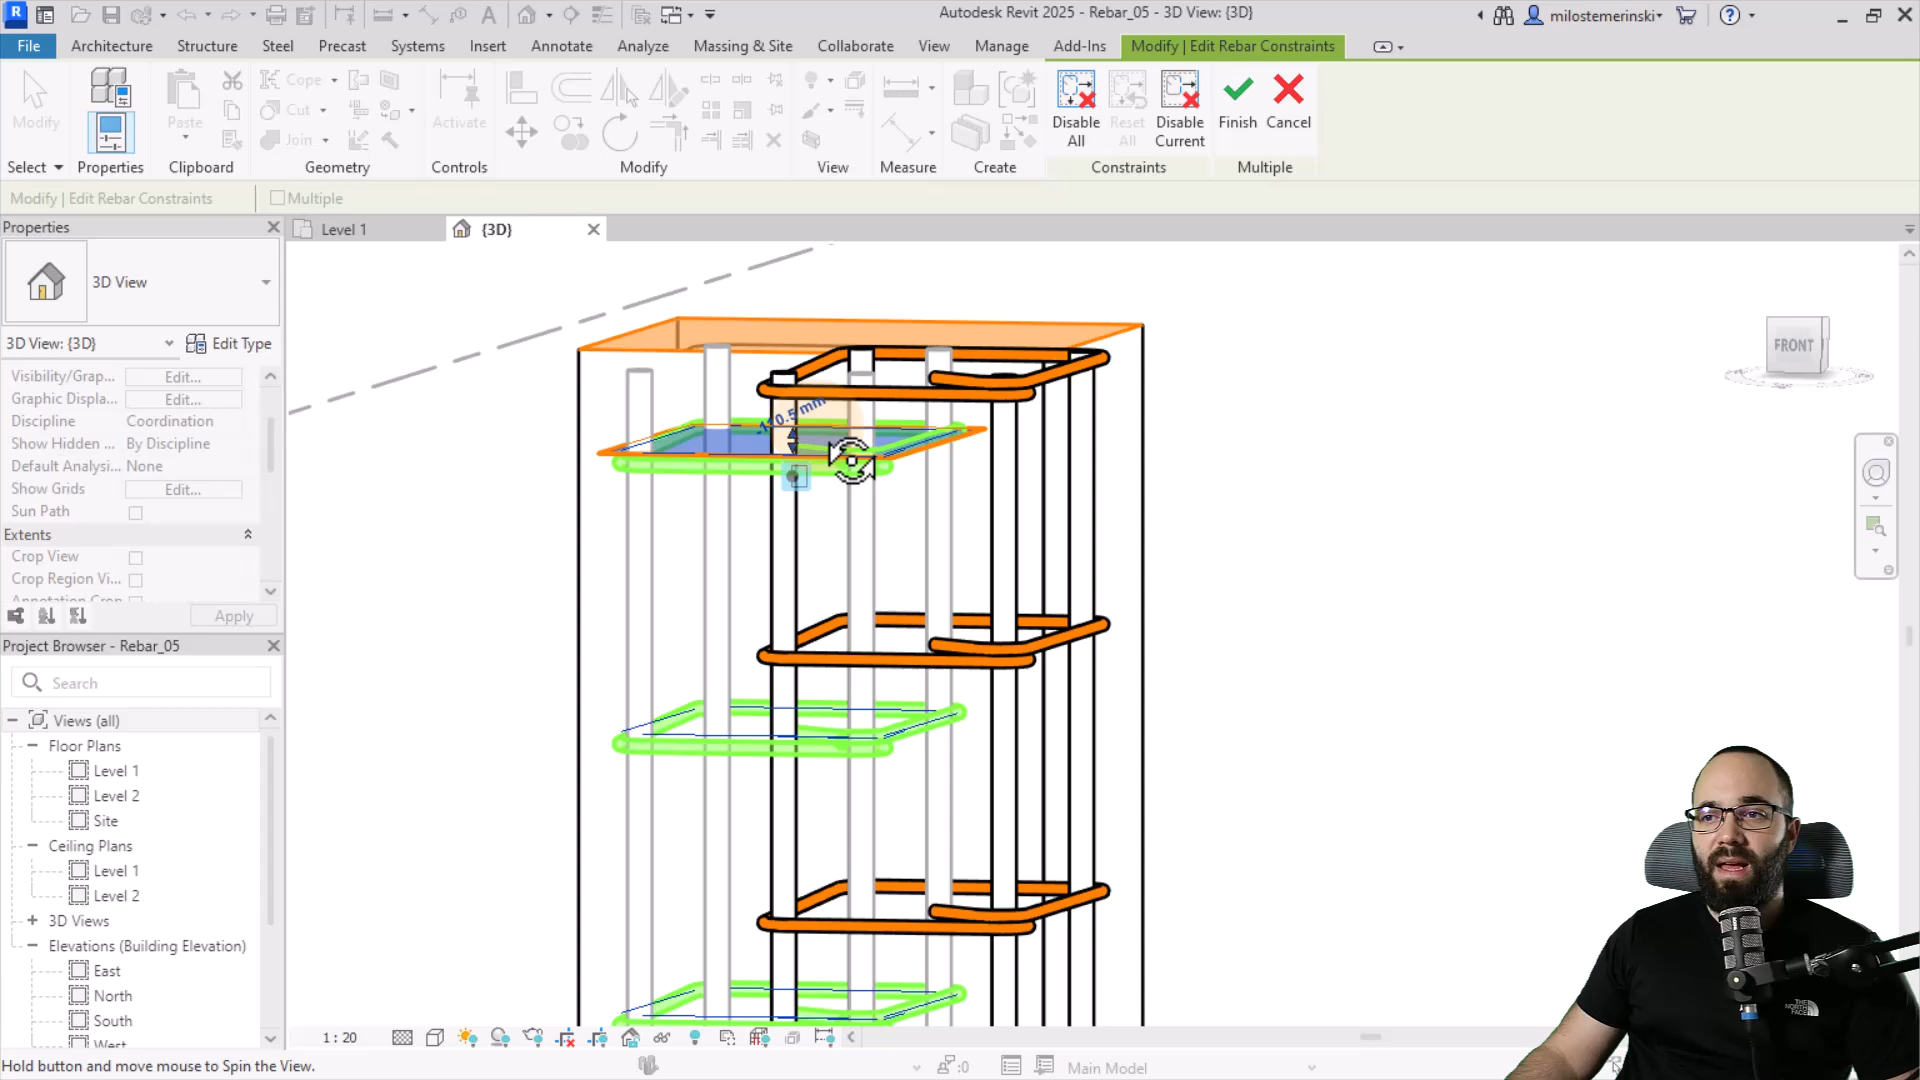 Autodesk Revit 2025 - Rebar_05 - 3D View: {3D}
milostemerinski
File
Architecture
Structure
Steel
Precast
Systems
Insert
Annotate
Analyze
Massing & Site
Collaborate
View
Manage
Add-Ins
Modify | Edit Rebar Constraints
Modify
Paste
Cope
Cut
Join
Activate
Disable All
Reset All
Disable Current
Finish
Cancel
Select
Properties
Clipboard
Geometry
Controls
Modify
View
Measure
Create
Constraints
Multiple
Modify | Edit Rebar Constraints
Multiple
Properties
Level 1
{3D}
3D View
3D View: {3D}
Edit Type
Visibility/Grap... Edit...
Graphic Displa... Edit...
Discipline Coordination
Show Hidden ... By Discipline
Default Analysi... None
Show Grids Edit...
Sun Path
Extents
Crop View
Crop Region Vi...
Apply
Project Browser - Rebar_05
Search
Views (all)
Floor Plans
Level 1
Level 2
Site
Ceiling Plans
Level 1
Level 2
3D Views
Elevations (Building Elevation)
East
North
South
West
FRONT
1 : 20
Hold button and move mouse to Spin the View.
:0
Main Model
THE
NORTH
FACE